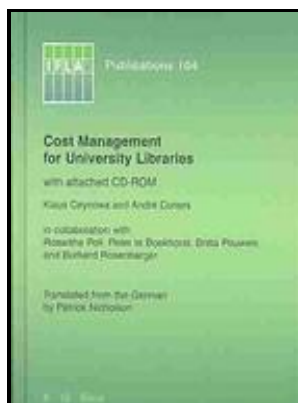 IFLA
Publications 104
Cost Management
for University Libraries
with attached CD-ROM
Klaus Ceynowa and André Coners
in collaboration with
Roswitha Poll, Peter te Boekhorst, Britta Pouwels
and Burkard Rosenberger
Translated from the German
by Patrick Nicholson
K · G · Saur